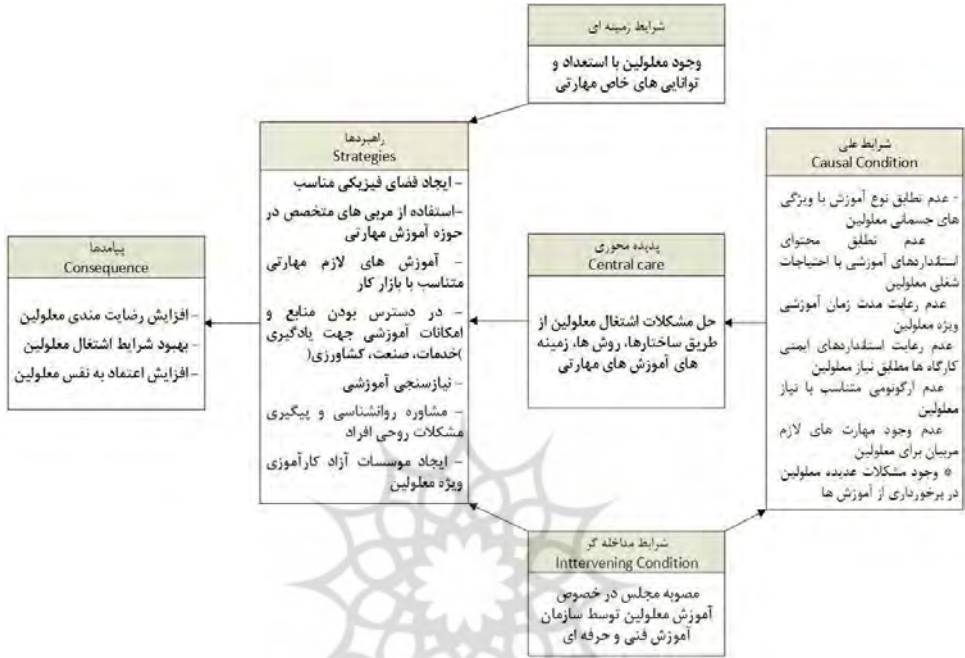 شرایط زمینه ای
وجود معلولین با استعداد و
توانایی های خاص مهارتی
شرایط علی
Causal Condition
- عدم تطابق نوع آموزش با ویژگی
های جسمانی معلولین
عدم تطابق محتوای
استانداردهای آموزشی با احتیاجات
شغلی معلولین
عدم رعایت مدت زمان آموزشی
ویژه معلولین
عدم رعایت استانداردهای ایمنی
کارگاه ها مطابق نیاز معلولین
عدم ارگونومی متناسب با نیاز
معلولین
عدم وجود مهارت های لازم
مربیان برای معلولین
* وجود مشکلات عدیده معلولین
در برخورداری از آموزش ها
پدیده محوری
Central care
حل مشکلات اشتغال معلولین از
طریق ساختارها، روش ها، زمینه
های آموزش های مهارتی
راهبردها
Strategies
– ایجاد فضای فیزیکی مناسب
–استفاده از مربی های متخصص در
حوزه آموزش مهارتی
– آموزش های لازم مهارتی
متناسب با بازار کار
– در دسترس بودن منابع و
امکانات آموزشی جهت یادگیری
)خدمات، صنعت، کشاورزی(
– نیازسنجی آموزشی
– مشاوره روانشناسی و پیگیری
مشکلات روحی افراد
– ایجاد موسسات آزاد کارآموزی
ویژه معلولین
پیامدها
Consequence
–افزایش رضایت مندی معلولین
–بهبود شرایط اشتغال معلولین
–افزایش اعتماد به نفس معلولین
شرایط مداخله گر
Inttervening Condition
مصوبه مجلس در خصوص
آموزش معلولین توسط سازمان
آموزش فنی و حرفه ای